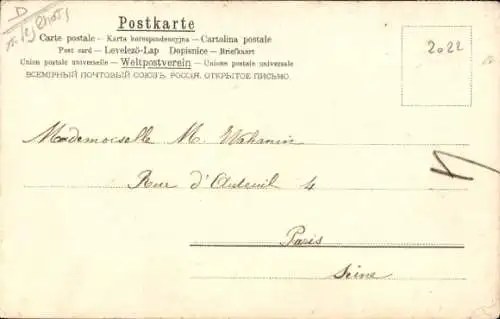 D
Postkarte
Carte postale — Karta korespondencyjna — Cartolina postale
Post card — Levelező-Lap Dopisnice — Briefkaart
Union postale universelle — Weltpostverein — Unione postale universale
ВСЕМІРНЫЙ ПОЧТОВЫЙ СОЮЗЪ. РОССІЯ. ОТКРЫТОЕ ПИСЬМО.
2022
Mademoiselle M. Wahanin
Rue d'Auteuil 4
Paris
Seine